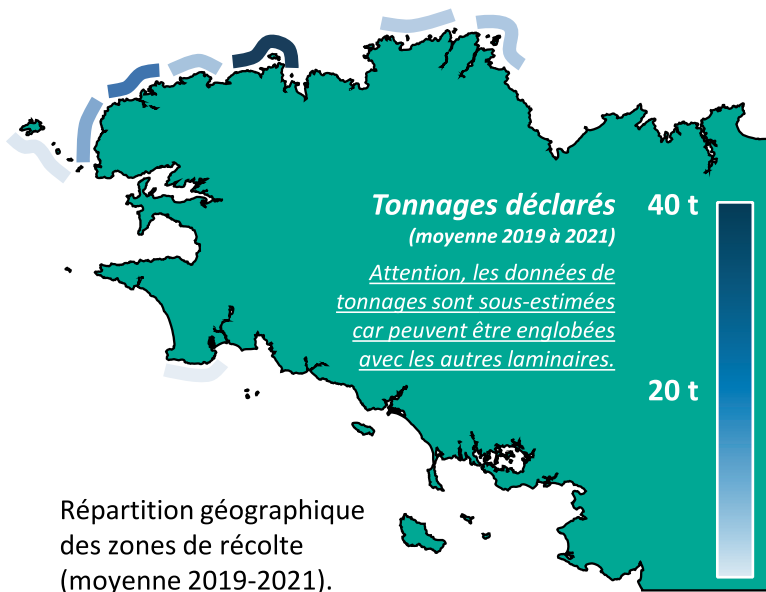 Tonnages déclarés
(moyenne 2019 à 2021)
Attention, les données de
tonnages sont sous-estimées
car peuvent être englobées
avec les autres laminaires.
40 t
20 t
Répartition géographique
des zones de récolte
(moyenne 2019-2021).